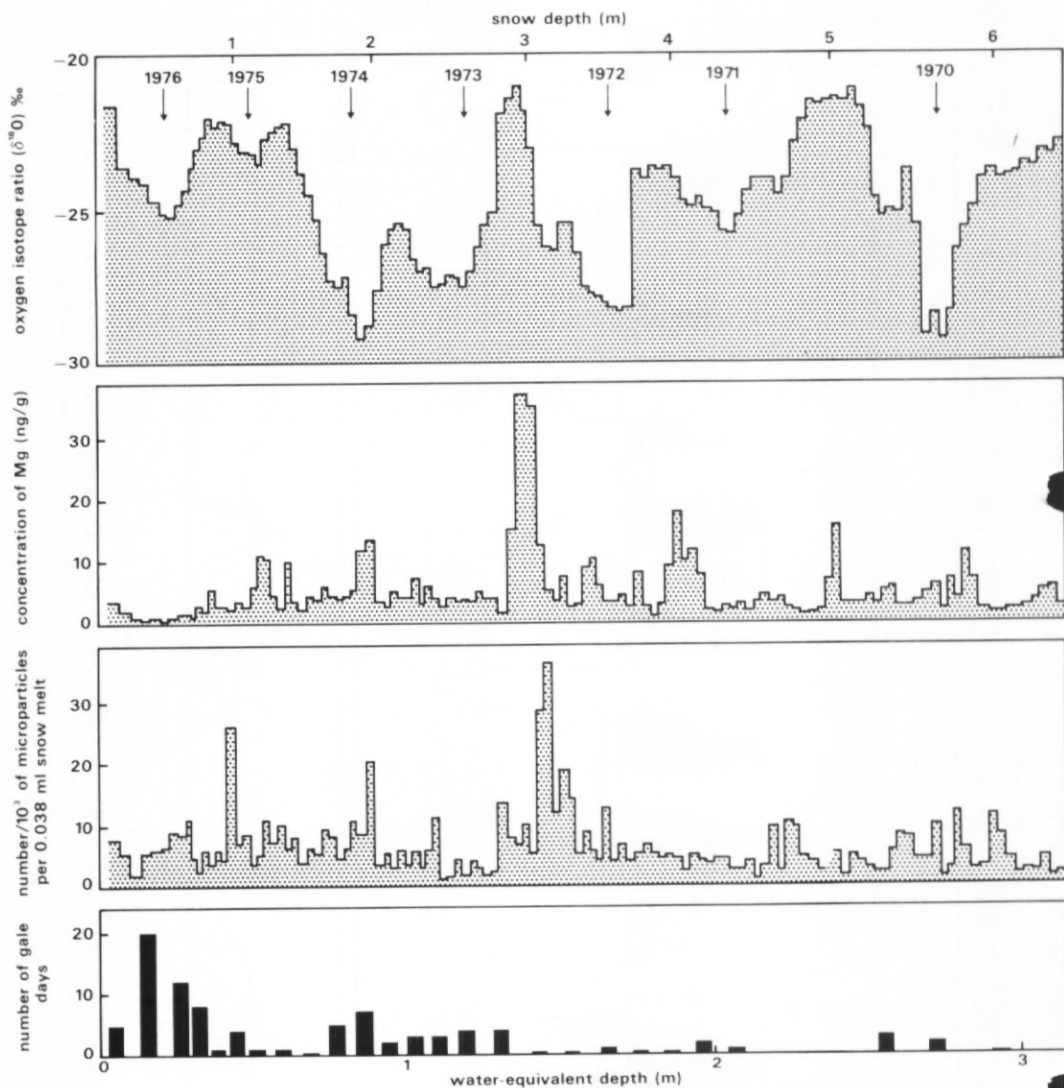 snow depth (m)
1 2 3 4 5 6
1976 1975 1974 1973 1972 1971 1970
oxygen isotope ratio (δ¹⁸O) ‰
−20
−25
−30
concentration of Mg (ng/g)
30
20
10
0
number/10³ of microparticles
per 0.038 ml snow melt
30
20
10
0
number of gale
days
20
10
0
0 1 2 3
water-equivalent depth (m)